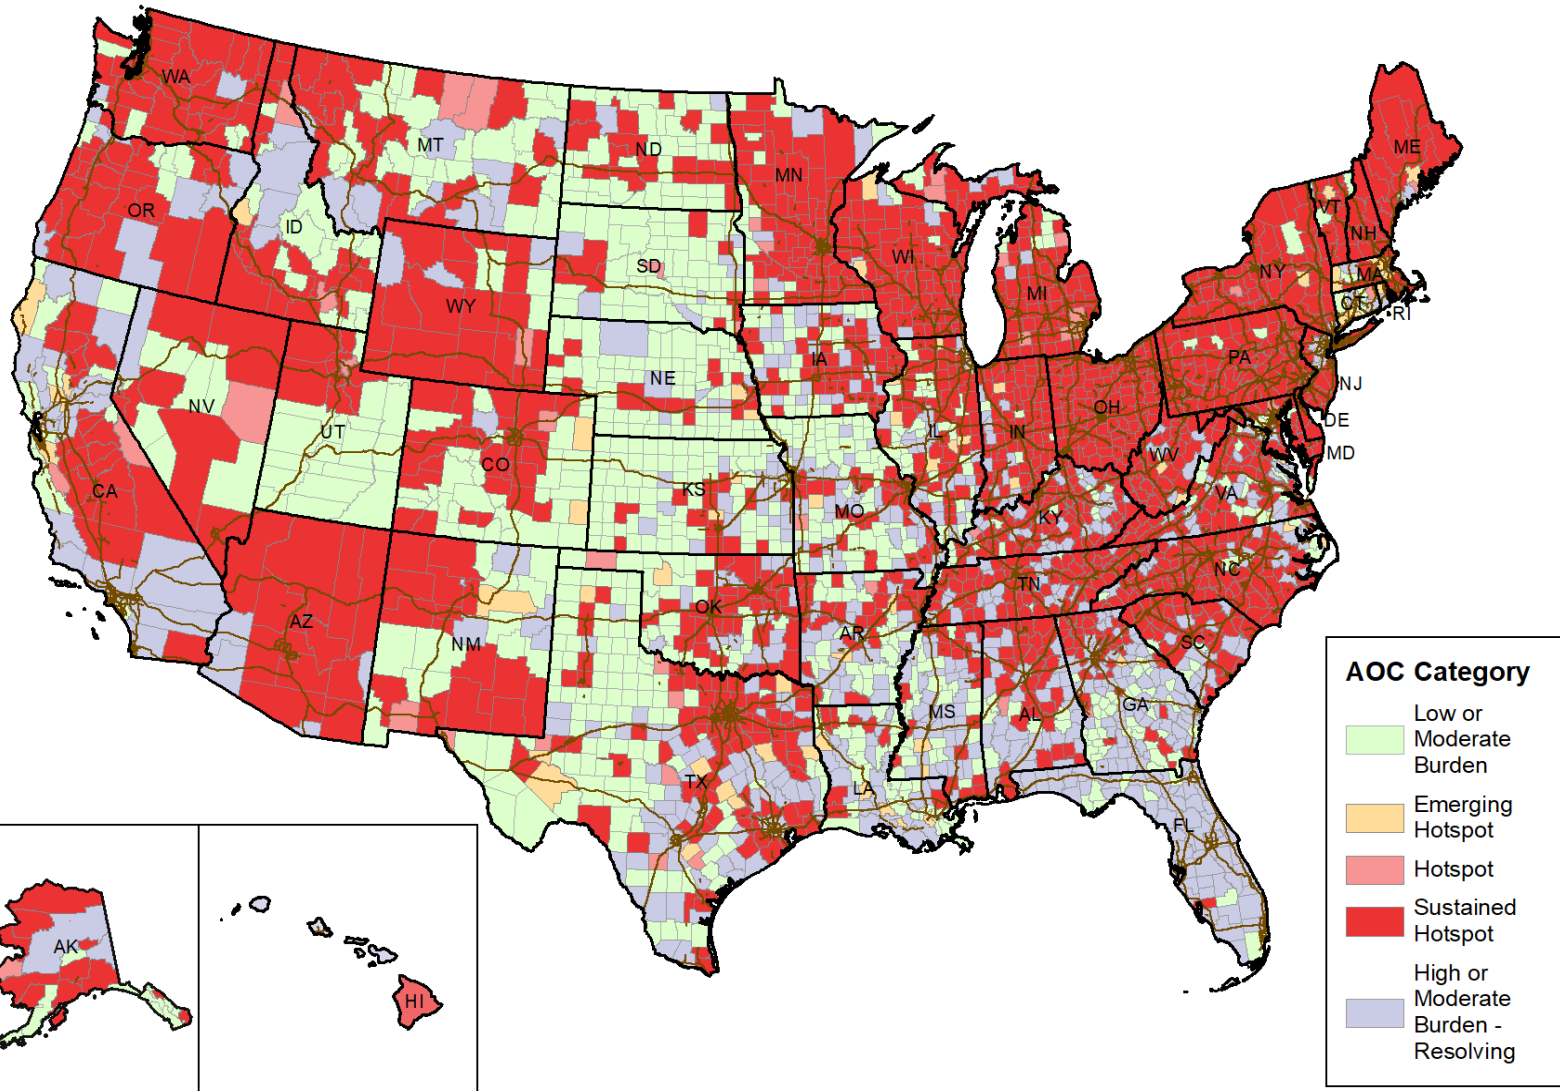 WA
MT
ND
MN
ME
OR
ID
SD
WI
VT
NH
NY
MA
WY
MI
CT
RI
IA
PA
NE
NJ
NV
UT
OH
IL
IN
DE
CO
WV
MD
CA
KS
MO
VA
KY
NC
TN
AZ
OK
NM
AR
SC
MS
AL
GA
TX
LA
FL
AK
HI
AOC Category
Low or
Moderate
Burden
Emerging
Hotspot
Hotspot
Sustained
Hotspot
High or
Moderate
Burden -
Resolving